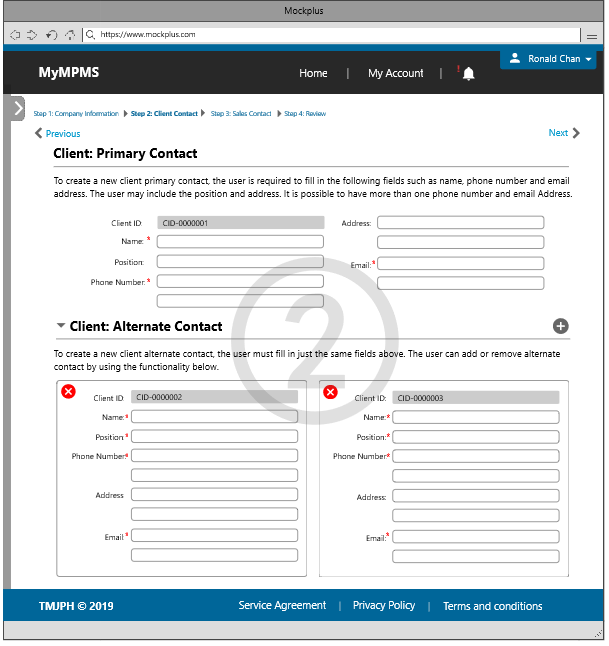 Mockplus
https://www.mockplus.com
Ronald Chan
MyMPMS
Home | My Account | !
Step 1: Company Information Step 2: Client Contact Step 3: Sales Contact Step 4: Review
Previous Next
Client: Primary Contact
To create a new client primary contact, the user is required to fill in the following fields such as name, phone number and email
address. The user may include the position and address. It is possible to have more than one phone number and email Address.
Client ID: CID-0000001 Address:
Name: *
Position: Email:*
Phone Number: *
2
Client: Alternate Contact
To create a new client alternate contact, the user must fill in just the same fields above. The user can add or remove alternate
contact by using the functionality below.
Client ID: CID-0000002
Name:*
Position:*
Phone Number*
Address
Email:*
Client ID: CID-0000003
Name:*
Position:*
Phone Number*
Address:
Email:*
TMJPH © 2019 Service Agreement | Privacy Policy | Terms and conditions